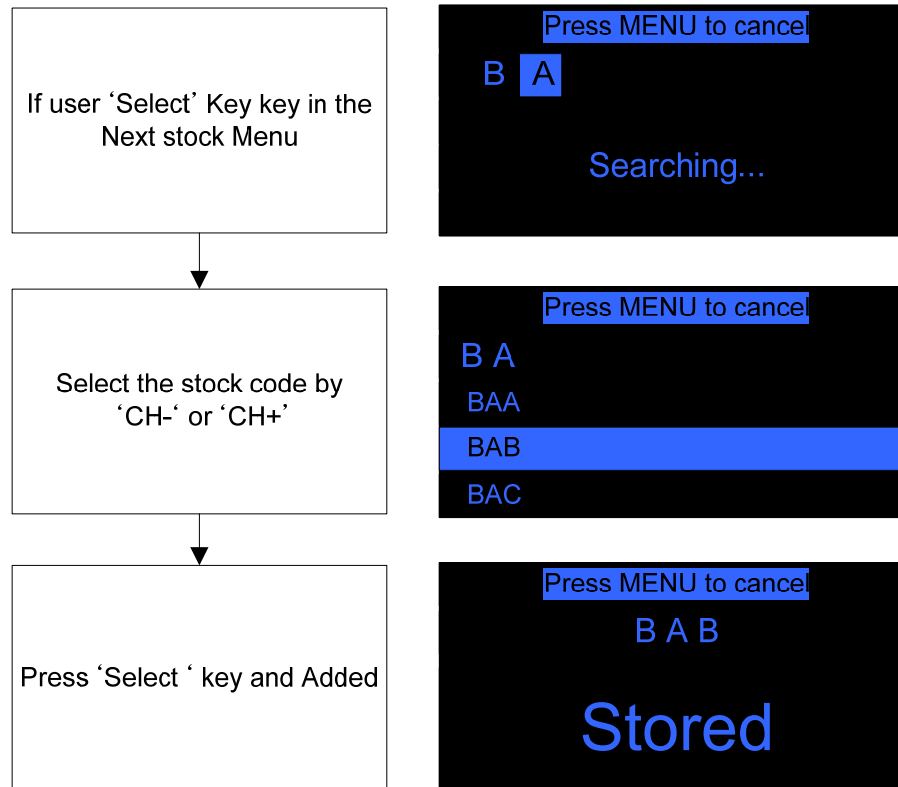 If user ‘Select’ Key key in the
Next stock Menu
Press MENU to cancel
B A
Searching...
Select the stock code by
‘CH-‘ or ‘CH+’
Press MENU to cancel
B A
BAA
BAB
BAC
Press ‘Select ‘ key and Added
Press MENU to cancel
B A B
Stored